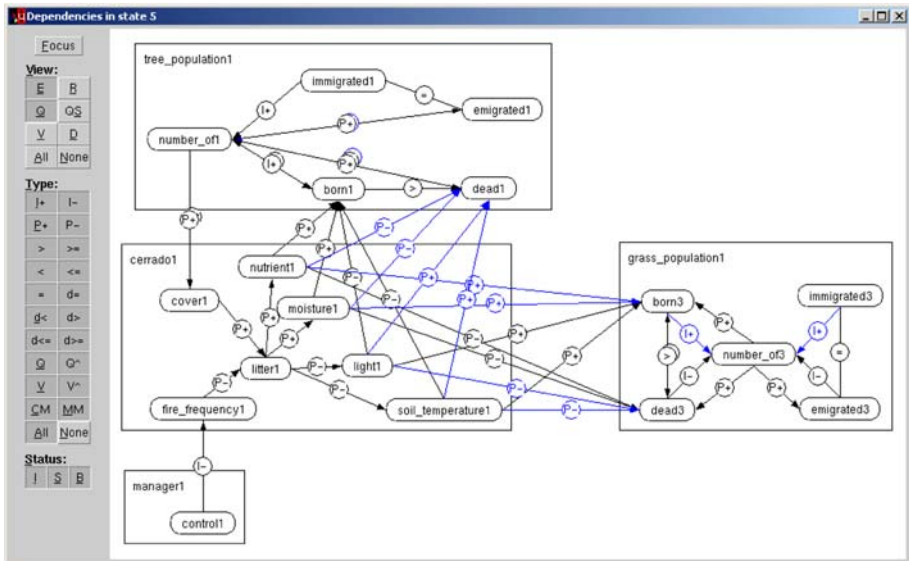 Dependencies in state 5
Focus
View:
E R
Q QS
V D
All None
Type:
I+ I-
P+ P-
> >=
< <=
= d=
d< d>
d<= d>=
Q Q^
V V^
CM MM
All None
Status:
I S B
tree_population1
immigrated1
I+ =
emigrated1
P+
number_of1
P+
I+
born1 > dead1
P+
P- P+
cerrado1
nutrient1
P-
P-
P+
P+
grass_population1
cover1
moisture1
P+
P+
P-
P+
P-
born3
immigrated3
P+
P+
P+
P-
P+
I+ P+ I+
litter1
P-
light1
> number_of3 =
P-
P-
P+
I- P+ P+ I-
fire_frequency1
soil_temperature1
P-
dead3
emigrated3
I-
manager1
control1